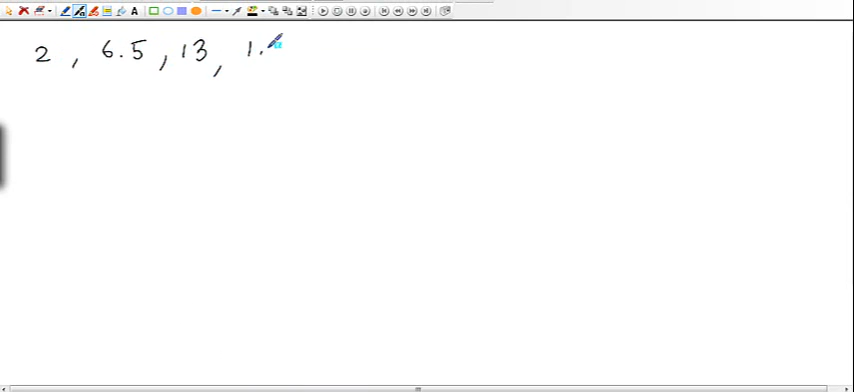 2 , 6.5 , 13 , 1.